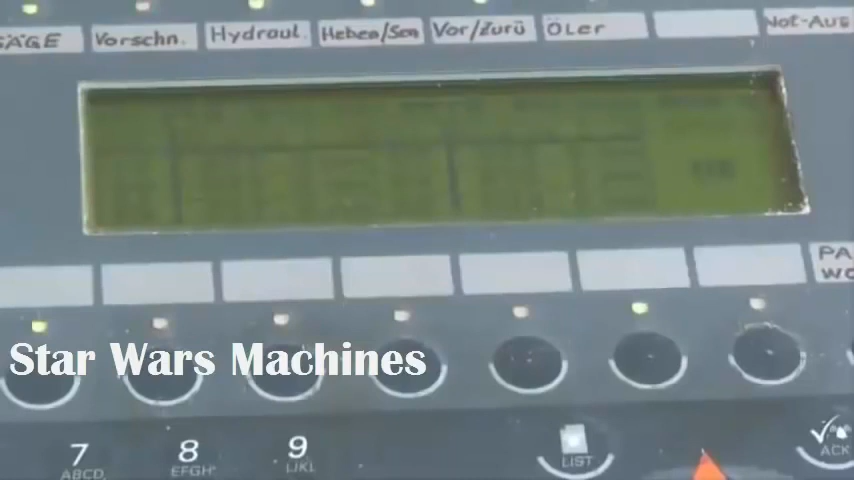 SÄGE Vorschn. Hydraul. Heben/Sen Vor/Zurü ÖLer Not-Aus
PA
WO
Star Wars Machines
7 8 9
ABCD EFGH IJKL
LIST
ACK